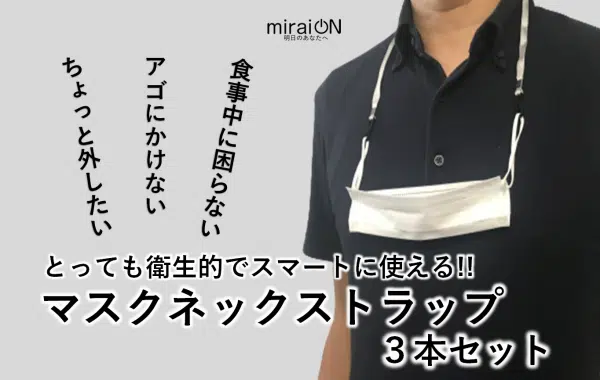 miraiON
明日のあなたへ
食事中に困らない
アゴにかけない
ちょっと外したい
とっても衛生的でスマートに使える!!
マスクネックストラップ
3本セット